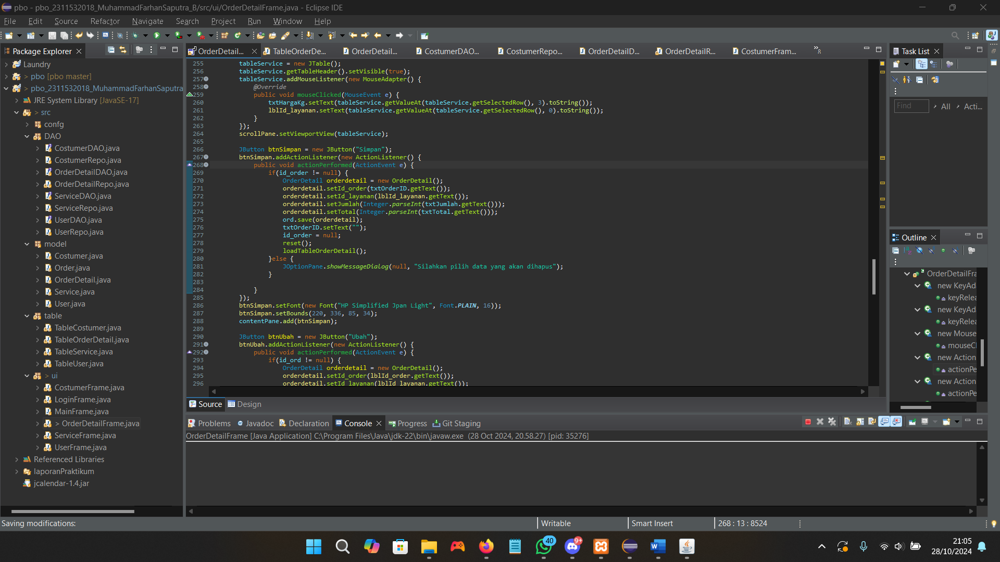 pbo - pbo_2311532018_MuhammadFarhanSaputra_B/src/ui/OrderDetailFrame.java - Eclipse IDE
File Edit Source Refactor Navigate Search Project Run Window Help
Package Explorer
Laundry
> pbo [pbo master]
> pbo_2311532018_MuhammadFarhanSaputra
JRE System Library [JavaSE-17]
> src
confg
DAO
CostumerDAO.java
CostumerRepo.java
OrderDetailDAO.java
OrderDetailRepo.java
ServiceDAO.java
ServiceRepo.java
UserDAO.java
UserRepo.java
model
Costumer.java
Order.java
OrderDetail.java
Service.java
User.java
table
TableCostumer.java
TableOrderDetail.java
TableService.java
TableUser.java
> ui
CostumerFrame.java
LoginFrame.java
MainFrame.java
> OrderDetailFrame.java
ServiceFrame.java
UserFrame.java
Referenced Libraries
laporanPraktikum
jcalendar-1.4.jar
OrderDetail... TableOrderDe... OrderDetail... CostumerDAO... CostumerRepo... OrderDetailD... OrderDetailR... CostumerFram... »8
255 tableService = new JTable();
256 tableService.getTableHeader().setVisible(true);
257 tableService.addMouseListener(new MouseAdapter() {
258 @Override
259 public void mouseClicked(MouseEvent e) {
260 txtHargaKg.setText(tableService.getValueAt(tableService.getSelectedRow(), 3).toString());
261 lblId_layanan.setText(tableService.getValueAt(tableService.getSelectedRow(), 0).toString());
262 }
263 });
264 scrollPane.setViewportView(tableService);
265
266 JButton btnSimpan = new JButton("Simpan");
267 btnSimpan.addActionListener(new ActionListener() {
268 public void actionPerformed(ActionEvent e) {
269 if(id_order != null) {
270 OrderDetail orderdetail = new OrderDetail();
271 orderdetail.setId_order(txtOrderID.getText());
272 orderdetail.setId_layanan(lblId_layanan.getText());
273 orderdetail.setJumlah(Integer.parseInt(txtJumlah.getText()));
274 orderdetail.setTotal(Integer.parseInt(txtTotal.getText()));
275 ord.save(orderdetail);
276 txtOrderID.setText("");
277 id_order = null;
278 reset();
279 loadTableOrderDetail();
280 }else {
281 JOptionPane.showMessageDialog(null, "Silahkan pilih data yang akan dihapus");
282 }
283
284 }
285 });
286 btnSimpan.setFont(new Font("HP Simplified Jpan Light", Font.PLAIN, 16));
287 btnSimpan.setBounds(220, 336, 85, 34);
288 contentPane.add(btnSimpan);
289
290 JButton btnUbah = new JButton("Ubah");
291 btnUbah.addActionListener(new ActionListener() {
292 public void actionPerformed(ActionEvent e) {
293 if(id_ord != null) {
294 OrderDetail orderdetail = new OrderDetail();
295 orderdetail.setId_order(lblId_order.getText());
296 orderdetail.setId_layanan(lblId_layanan.getText());
Source Design
Problems Javadoc Declaration Console Progress Git Staging
OrderDetailFrame [Java Application] C:\Program Files\Java\jdk-22\bin\javaw.exe (28 Oct 2024, 20.58.27) [pid: 35276]
Task List
Find All Acti...
Outline
OrderDetailFra
new KeyAd
keyRelea
new KeyAd
keyRelea
new Mouse
mouseCl
new Action
actionPe
new Action
actionPe
Saving modifications:
Writable
Smart Insert
268 : 13 : 8524
40
9+
21:05
28/10/2024